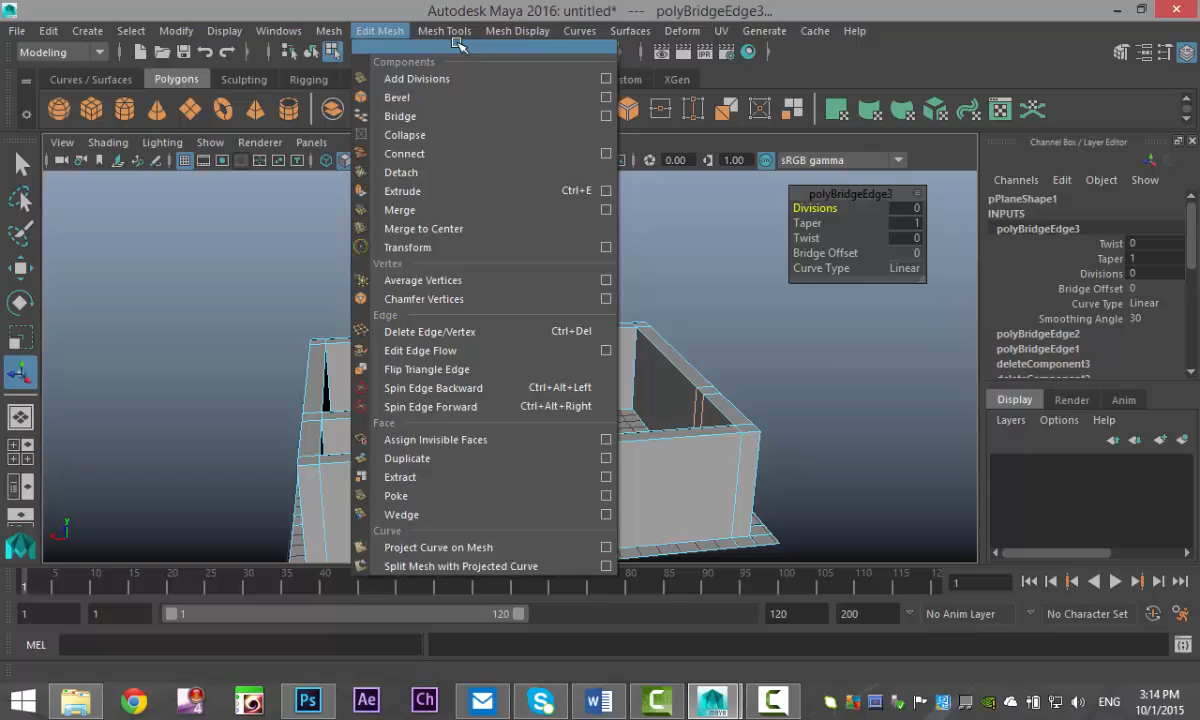 Autodesk Maya 2016: untitled* --- polyBridgeEdge3...
File Edit Create Select Modify Display Windows Mesh Edit Mesh Mesh Tools Mesh Display Curves Surfaces Deform UV Generate Cache Help
Modeling
IPR
Curves / Surfaces Polygons Sculpting Rigging XGen
View Shading Lighting Show Renderer Panels
0.00 1.00 sRGB gamma
Components
Add Divisions
Bevel
Bridge
Collapse
Connect
Detach
Extrude Ctrl+E
Merge
Merge to Center
Transform
Vertex
Average Vertices
Chamfer Vertices
Edge
Delete Edge/Vertex Ctrl+Del
Edit Edge Flow
Flip Triangle Edge
Spin Edge Backward Ctrl+Alt+Left
Spin Edge Forward Ctrl+Alt+Right
Face
Assign Invisible Faces
Duplicate
Extract
Poke
Wedge
Curve
Project Curve on Mesh
Split Mesh with Projected Curve
polyBridgeEdge3
Divisions 0
Taper 1
Twist 0
Bridge Offset 0
Curve Type Linear
Channel Box / Layer Editor
Channels Edit Object Show
pPlaneShape1
INPUTS
polyBridgeEdge3
Twist 0
Taper 1
Divisions 0
Bridge Offset 0
Curve Type Linear
Smoothing Angle 30
polyBridgeEdge2
polyBridgeEdge1
deleteComponent3
Display Render Anim
Layers Options Help
y
5 10 15 20 25 30 35 40 80 85 90 95 100 105 110 115 12
1
1
1 1 1 120 120 200 No Anim Layer No Character Set
MEL
Ps Ae Ch
ENG
3:14 PM
10/1/2015